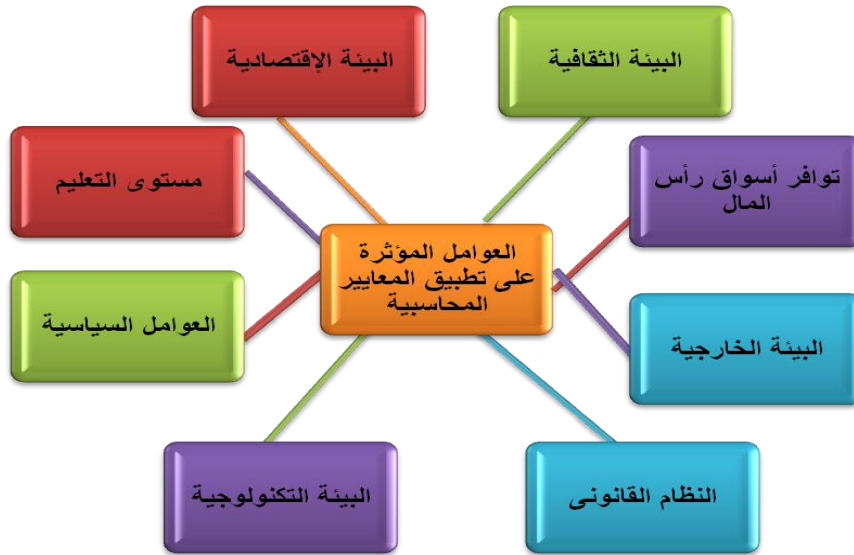 البيئة الثقافية
البيئة الإقتصادية
توافر أسواق رأس
المال
مستوى التعليم
العوامل المؤثرة
على تطبيق المعايير
المحاسبية
البيئة الخارجية
العوامل السياسية
النظام القانونى
البيئة التكنولوجية